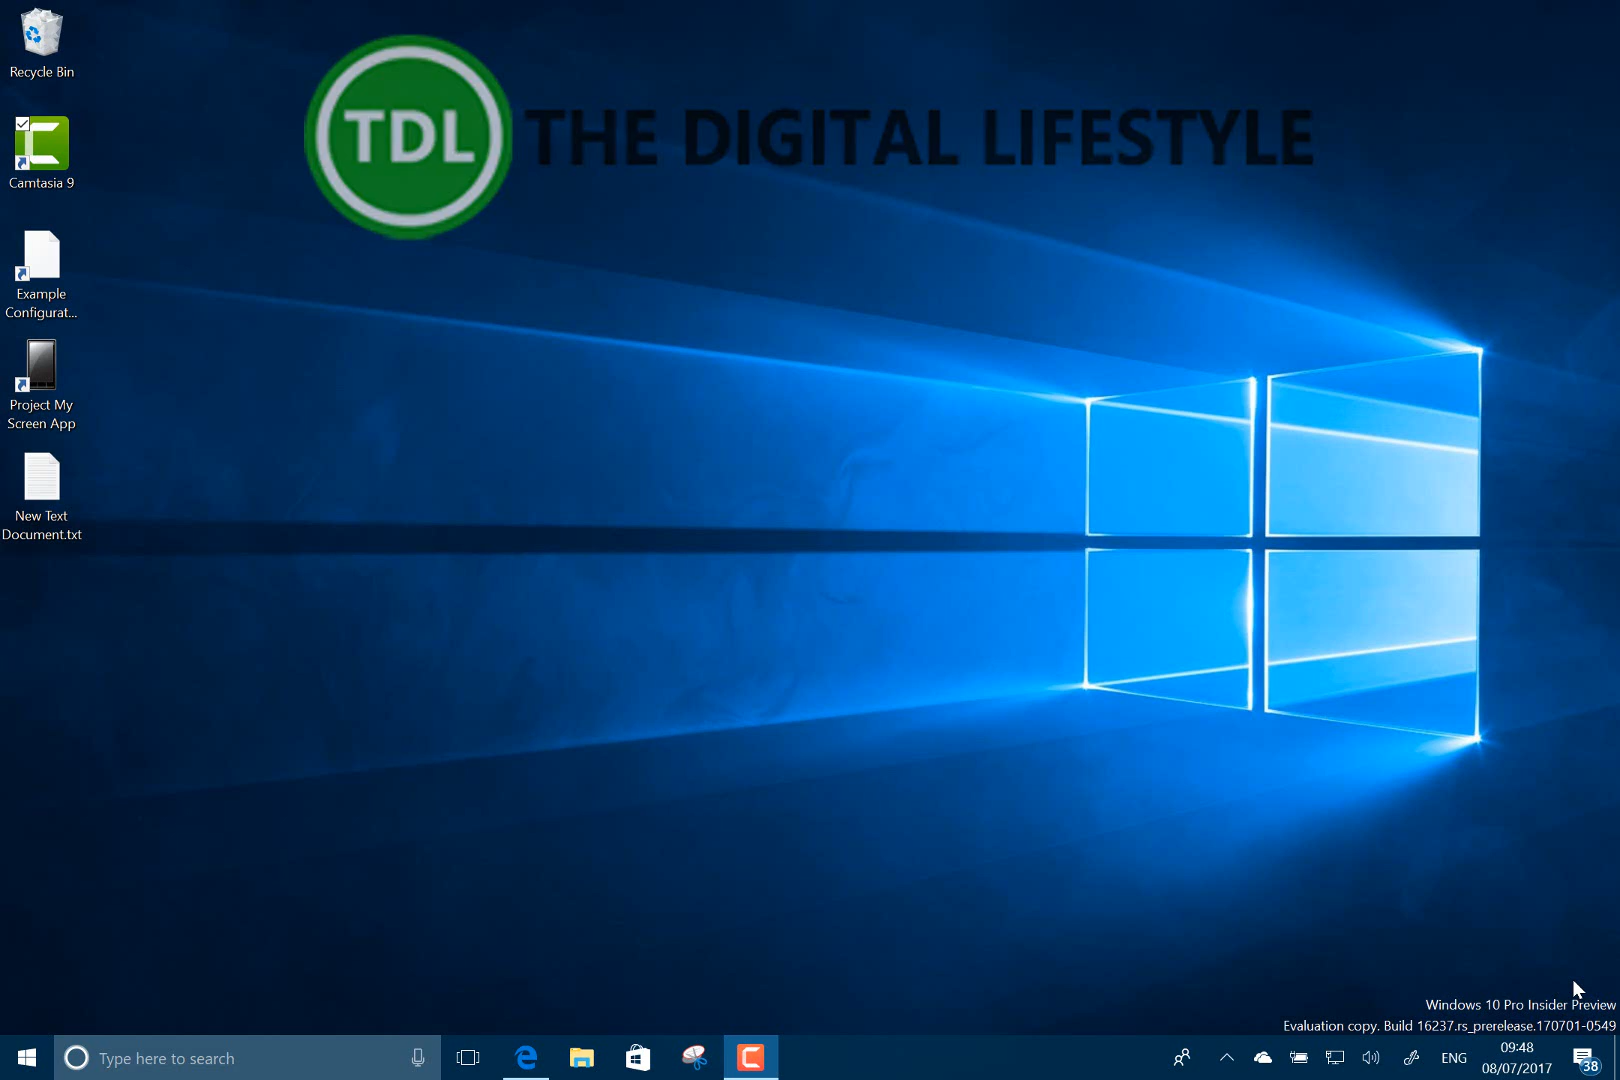 Recycle Bin
TDL THE DIGITAL LIFESTYLE
Camtasia 9
Example
Configurat...
Project My
Screen App
New Text
Document.txt
Windows 10 Pro Insider Preview
Evaluation copy. Build 16237.rs_prerelease.170701-0549
Type here to search
ENG
09:48
08/07/2017
38